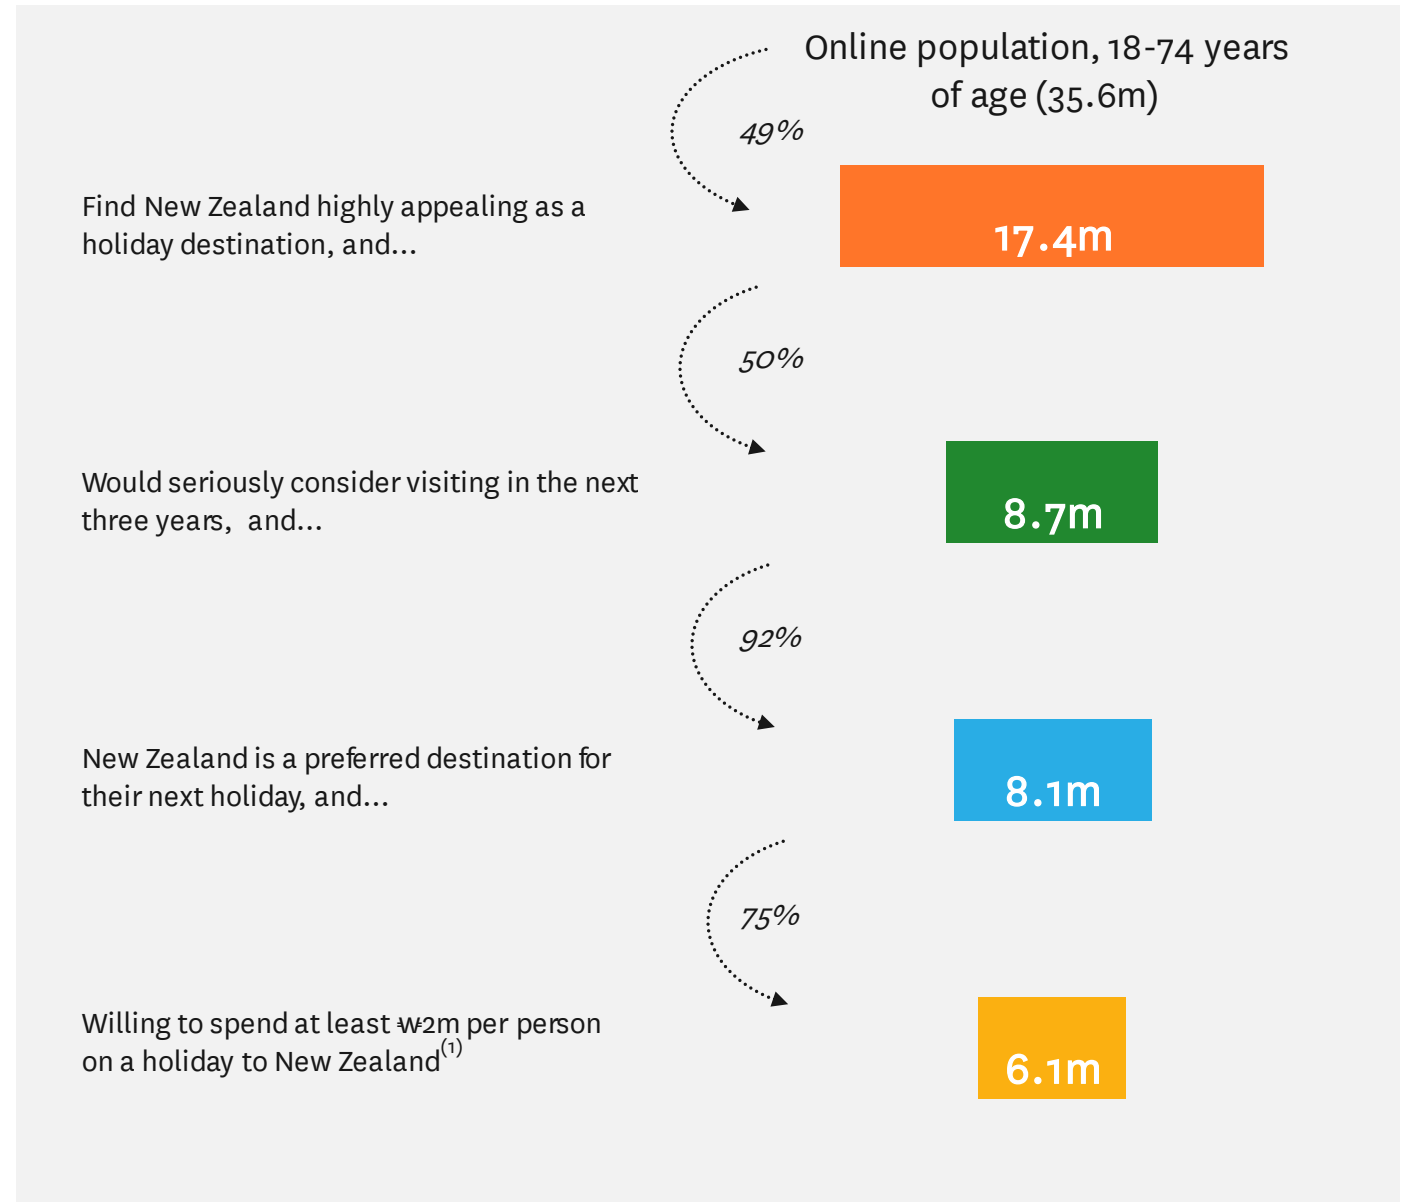 Online population, 18-74 years
of age (35.6m)
49%
Find New Zealand highly appealing as a
holiday destination, and...
17.4m
50%
Would seriously consider visiting in the next
three years, and...
8.7m
92%
New Zealand is a preferred destination for
their next holiday, and...
8.1m
75%
Willing to spend at least ₩2m per person
on a holiday to New Zealand(1)
6.1m